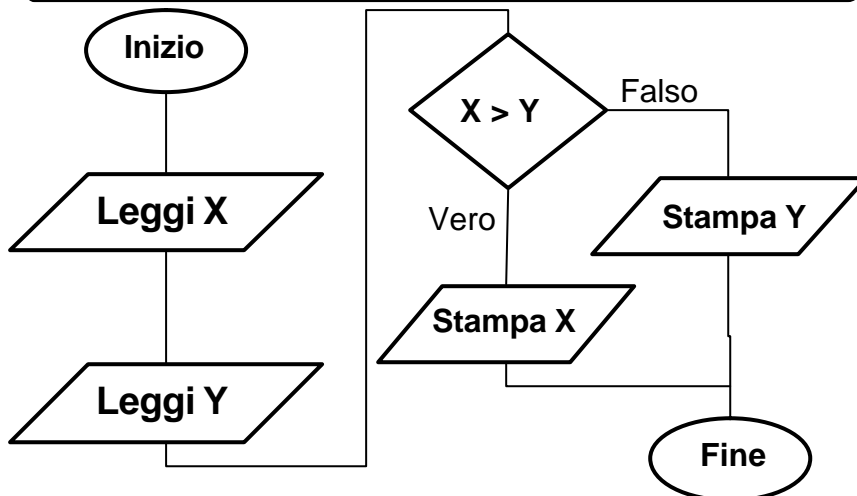 Inizio
Leggi X
Leggi Y
X > Y
Falso
Vero
Stampa Y
Stampa X
Fine